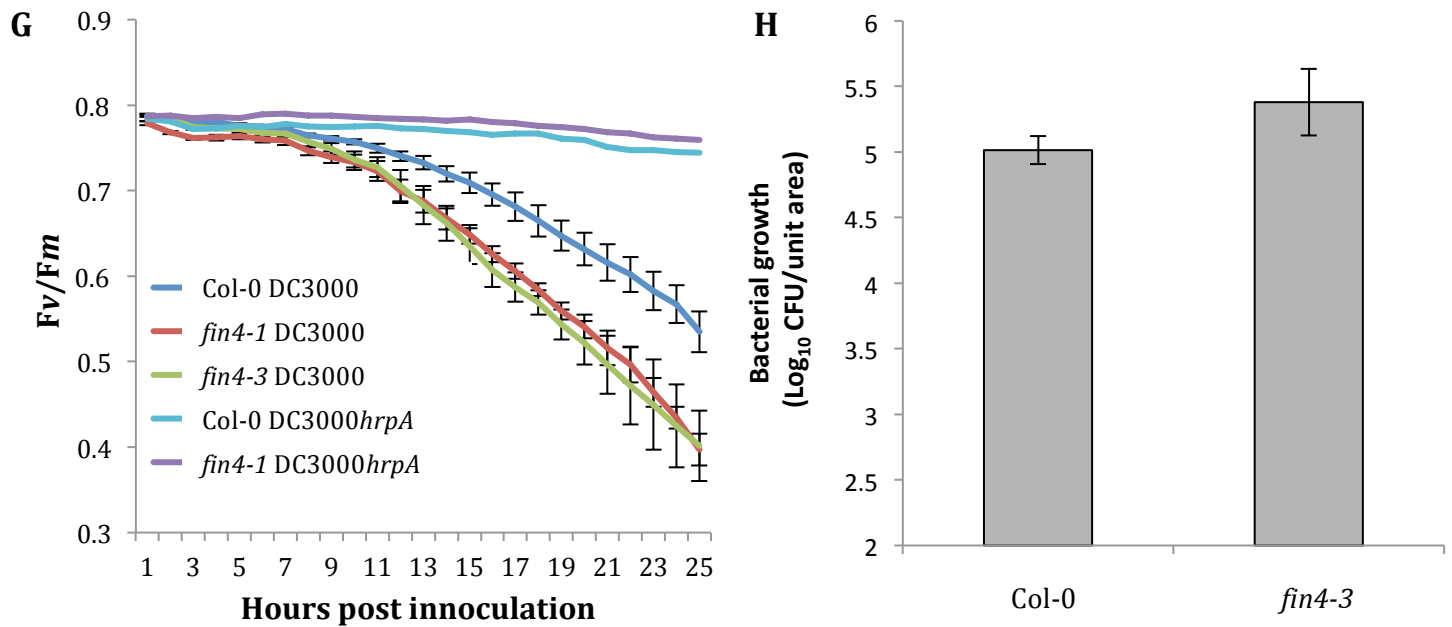 G
0.9
0.8
0.7
0.6
0.5
0.4
0.3
Fv/Fm
Col-0 DC3000
fin4-1 DC3000
fin4-3 DC3000
Col-0 DC3000hrpA
fin4-1 DC3000hrpA
1 3 5 7 9 11 13 15 17 19 21 23 25
Hours post innoculation
H
6
5.5
5
4.5
4
3.5
3
2.5
2
Bacterial growth
(Log₁₀ CFU/unit area)
Col-0 fin4-3